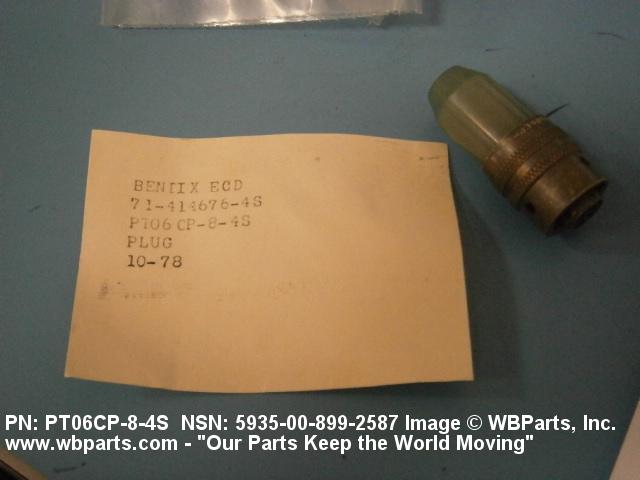 BENDIX ECD
71-414676-4S
PT06CP-8-4S
PLUG
10-78
PN: PT06CP-8-4S NSN: 5935-00-899-2587 Image © WBParts, Inc.
www.wbparts.com - "Our Parts Keep the World Moving"